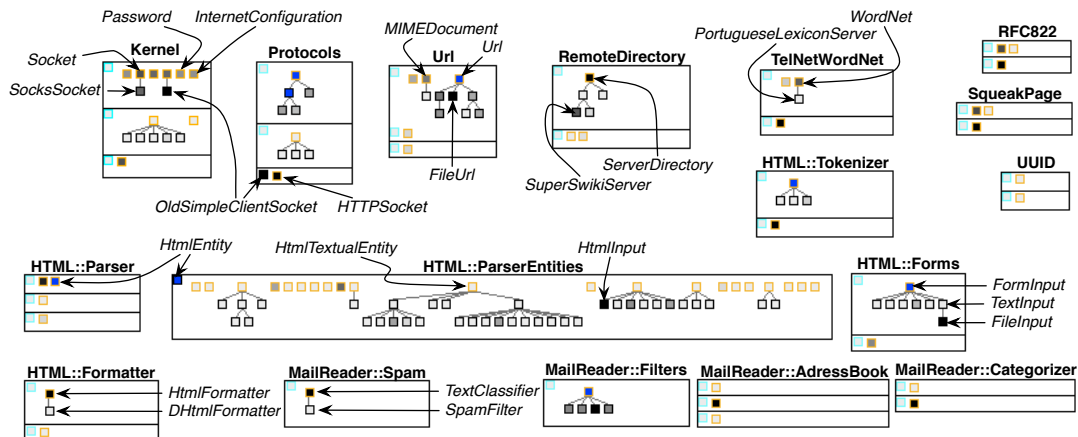 Password
InternetConfiguration
Kernel
Socket
SocksSocket
Protocols
OldSimpleClientSocket
HTTPSocket
MIMEDocument
Url
Url
FileUrl
RemoteDirectory
SuperSwikiServer
ServerDirectory
WordNet
PortugueseLexiconServer
TelNetWordNet
RFC822
SqueakPage
HTML::Tokenizer
UUID
HtmlEntity
HTML::Parser
HtmlTextualEntity
HtmlInput
HTML::ParserEntities
HTML::Forms
FormInput
TextInput
FileInput
HTML::Formatter
HtmlFormatter
DHtmlFormatter
MailReader::Spam
TextClassifier
SpamFilter
MailReader::Filters
MailReader::AdressBook
MailReader::Categorizer